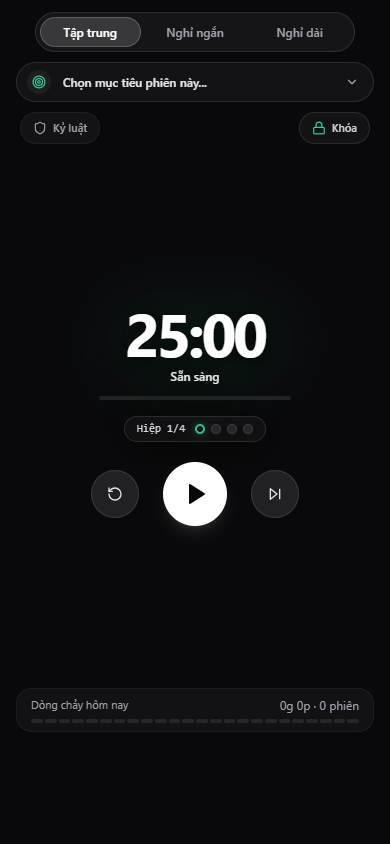 Tập trung Nghỉ ngắn Nghỉ dài
Chọn mục tiêu phiên này...
Kỷ luật Khóa
25:00
Sẵn sàng
Hiệp 1/4
Dòng chảy hôm nay 0g 0p · 0 phiên